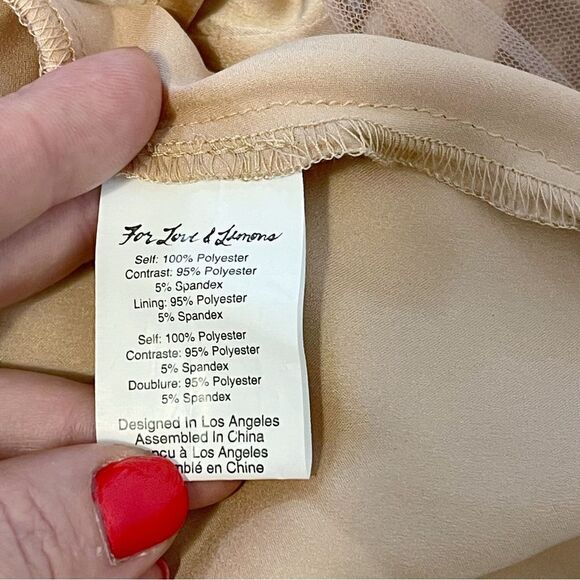 For Love & Lemons
Self: 100% Polyester
Contrast: 95% Polyester
5% Spandex
Lining: 95% Polyester
5% Spandex
Self: 100% Polyester
Contraste: 95% Polyester
5% Spandex
Doublure: 95% Polyester
5% Spandex
Designed in Los Angeles
Assembled in China
à Los Angeles
en Chine